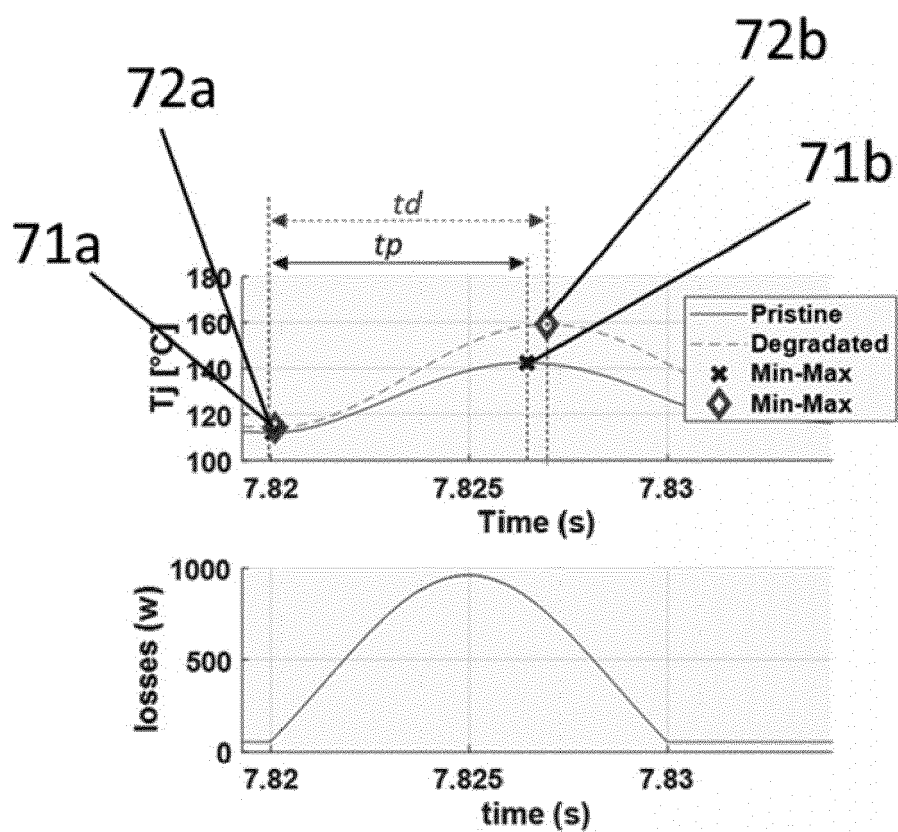 72b
72a
71b
td
71a
tp
180
160
140
120
100
Tj [°C]
Pristine
Degradated
Min-Max
Min-Max
7.82
7.825
7.83
Time (s)
1000
500
0
losses (w)
7.82
7.825
7.83
time (s)